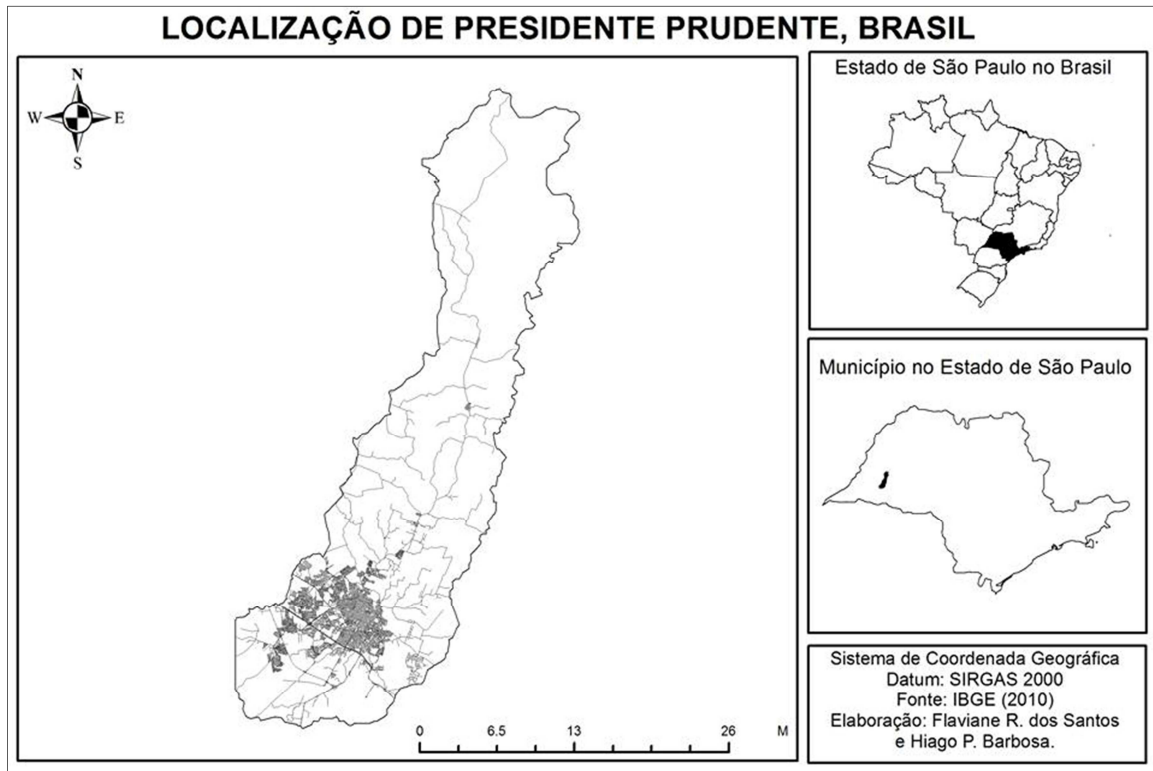 LOCALIZAÇÃO DE PRESIDENTE PRUDENTE, BRASIL
N
W E
S
0 6.5 13 26 M
Estado de São Paulo no Brasil
Município no Estado de São Paulo
Sistema de Coordenada Geográfica
Datum: SIRGAS 2000
Fonte: IBGE (2010)
Elaboração: Flaviane R. dos Santos
e Hiago P. Barbosa.